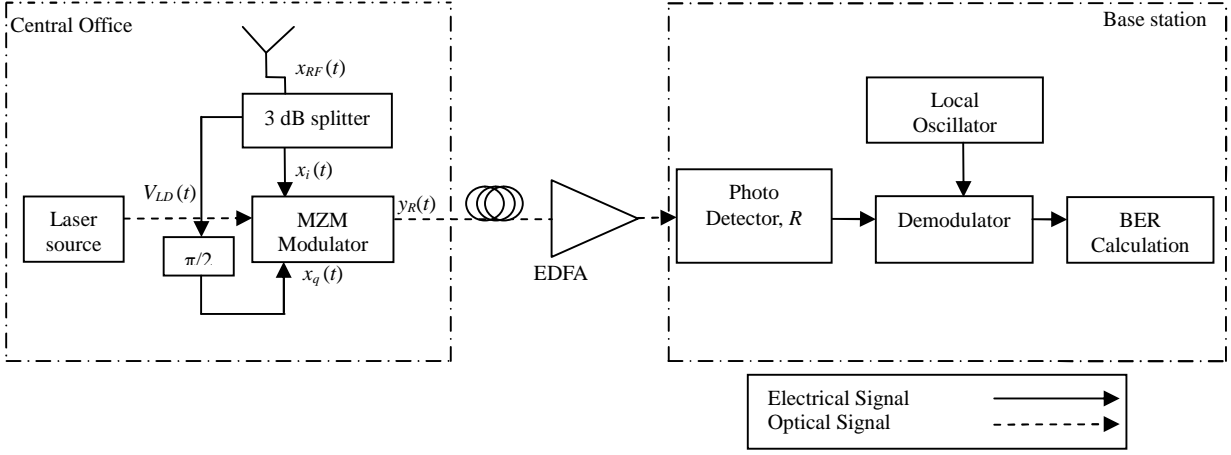 Central Office
Base station
x_RF(t)
3 dB splitter
Local
Oscillator
x_i(t)
V_LD(t)
y_R(t)
Laser
source
MZM
Modulator
Photo
Detector, R
Demodulator
BER
Calculation
π/2
x_q(t)
EDFA
Electrical Signal
Optical Signal